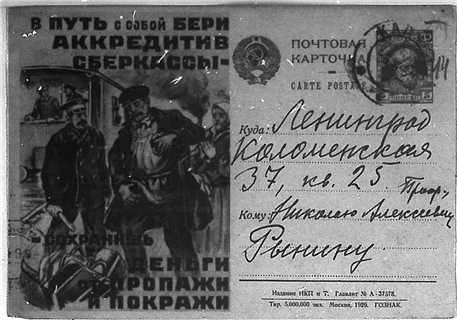 В ПУТЬ С СОБОЙ БЕРИ
АККРЕДИТИВ
СБЕРКАССЫ-
-СОХРАНИШЬ
ДЕНЬГИ
ОТ ПРОПАЖИ
И ПОКРАЖИ
ПОЧТОВАЯ
КАРТОЧКА
CARTE POSTALE
14
Куда: Ленинград
Коломенская
37, кв. 25
Кому: Проф. Николаю Алексеевичу
Рынину
Издание НКП и Т. Главлит № А-37578.
Тир. 5.000.000 экз. Москва, 1929. ГОЗНАК.